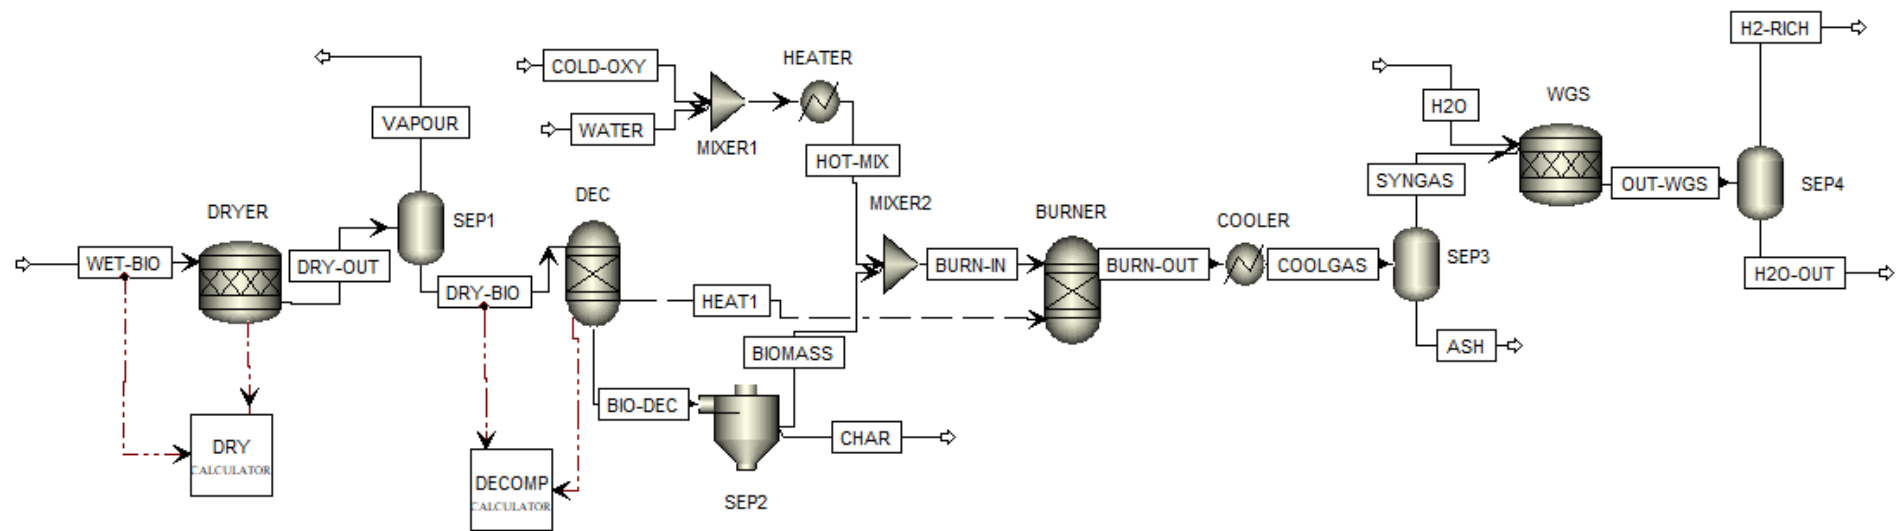 H2-RICH
COLD-OXY
HEATER
WGS
H2O
VAPOUR
WATER
MIXER1
HOT-MIX
SYNGAS
OUT-WGS
SEP4
DEC
MIXER2
DRYER
SEP1
BURNER
COOLER
WET-BIO
DRY-OUT
BURN-IN
BURN-OUT
COOLGAS
SEP3
H2O-OUT
DRY-BIO
HEAT1
BIOMASS
ASH
BIO-DEC
CHAR
DRY
CALCULATOR
DECOMP
CALCULATOR
SEP2